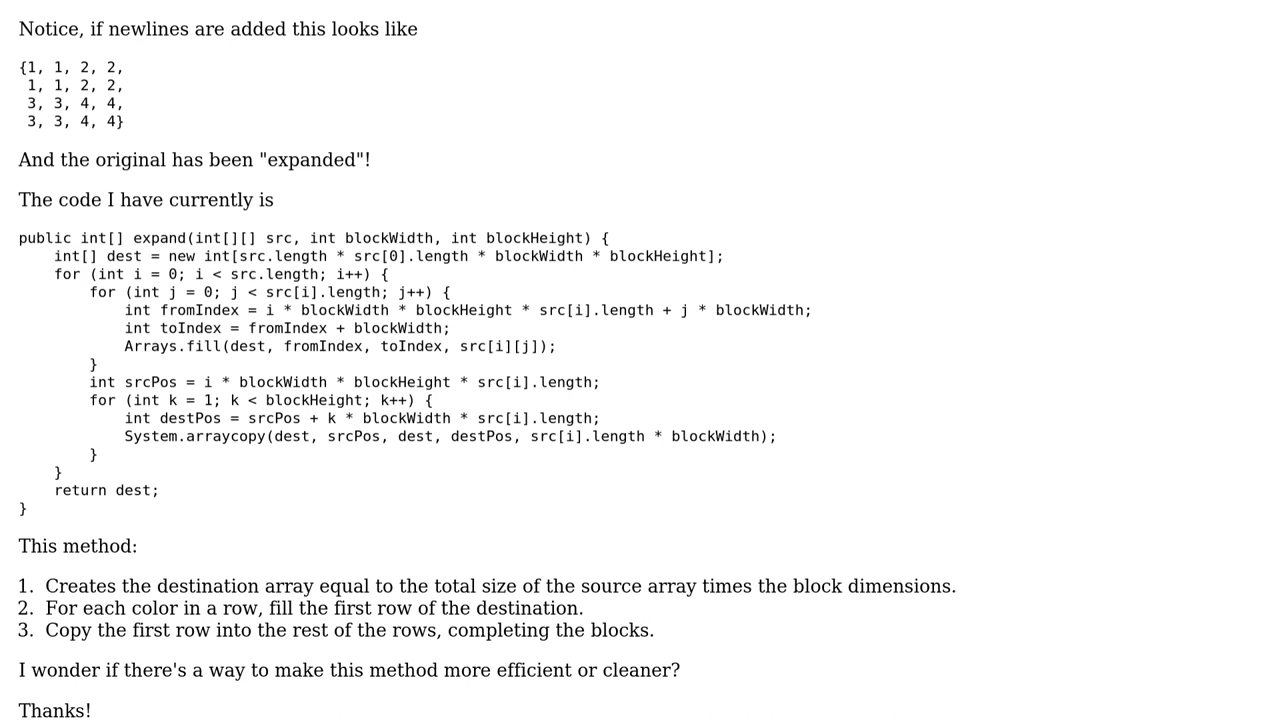 Notice, if newlines are added this looks like
{1, 1, 2, 2,
 1, 1, 2, 2,
 3, 3, 4, 4,
 3, 3, 4, 4}
And the original has been "expanded"!
The code I have currently is
public int[] expand(int[][] src, int blockWidth, int blockHeight) {
    int[] dest = new int[src.length * src[0].length * blockWidth * blockHeight];
    for (int i = 0; i < src.length; i++) {
        for (int j = 0; j < src[i].length; j++) {
            int fromIndex = i * blockWidth * blockHeight * src[i].length + j * blockWidth;
            int toIndex = fromIndex + blockWidth;
            Arrays.fill(dest, fromIndex, toIndex, src[i][j]);
        }
        int srcPos = i * blockWidth * blockHeight * src[i].length;
        for (int k = 1; k < blockHeight; k++) {
            int destPos = srcPos + k * blockWidth * src[i].length;
            System.arraycopy(dest, srcPos, dest, destPos, src[i].length * blockWidth);
        }
    }
    return dest;
}
This method:
1. Creates the destination array equal to the total size of the source array times the block dimensions.
2. For each color in a row, fill the first row of the destination.
3. Copy the first row into the rest of the rows, completing the blocks.
I wonder if there's a way to make this method more efficient or cleaner?
Thanks!